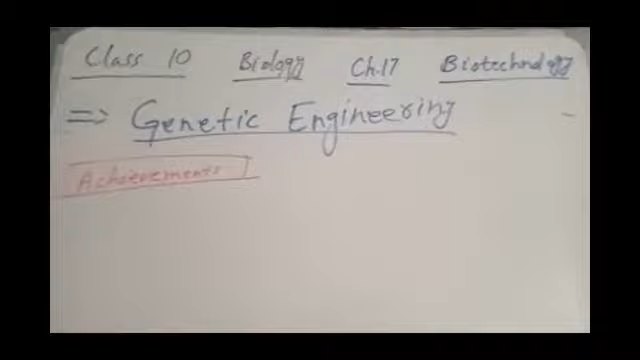 Class 10 Biology Ch.17 Biotechnology
=> Genetic Engineering
Achievements